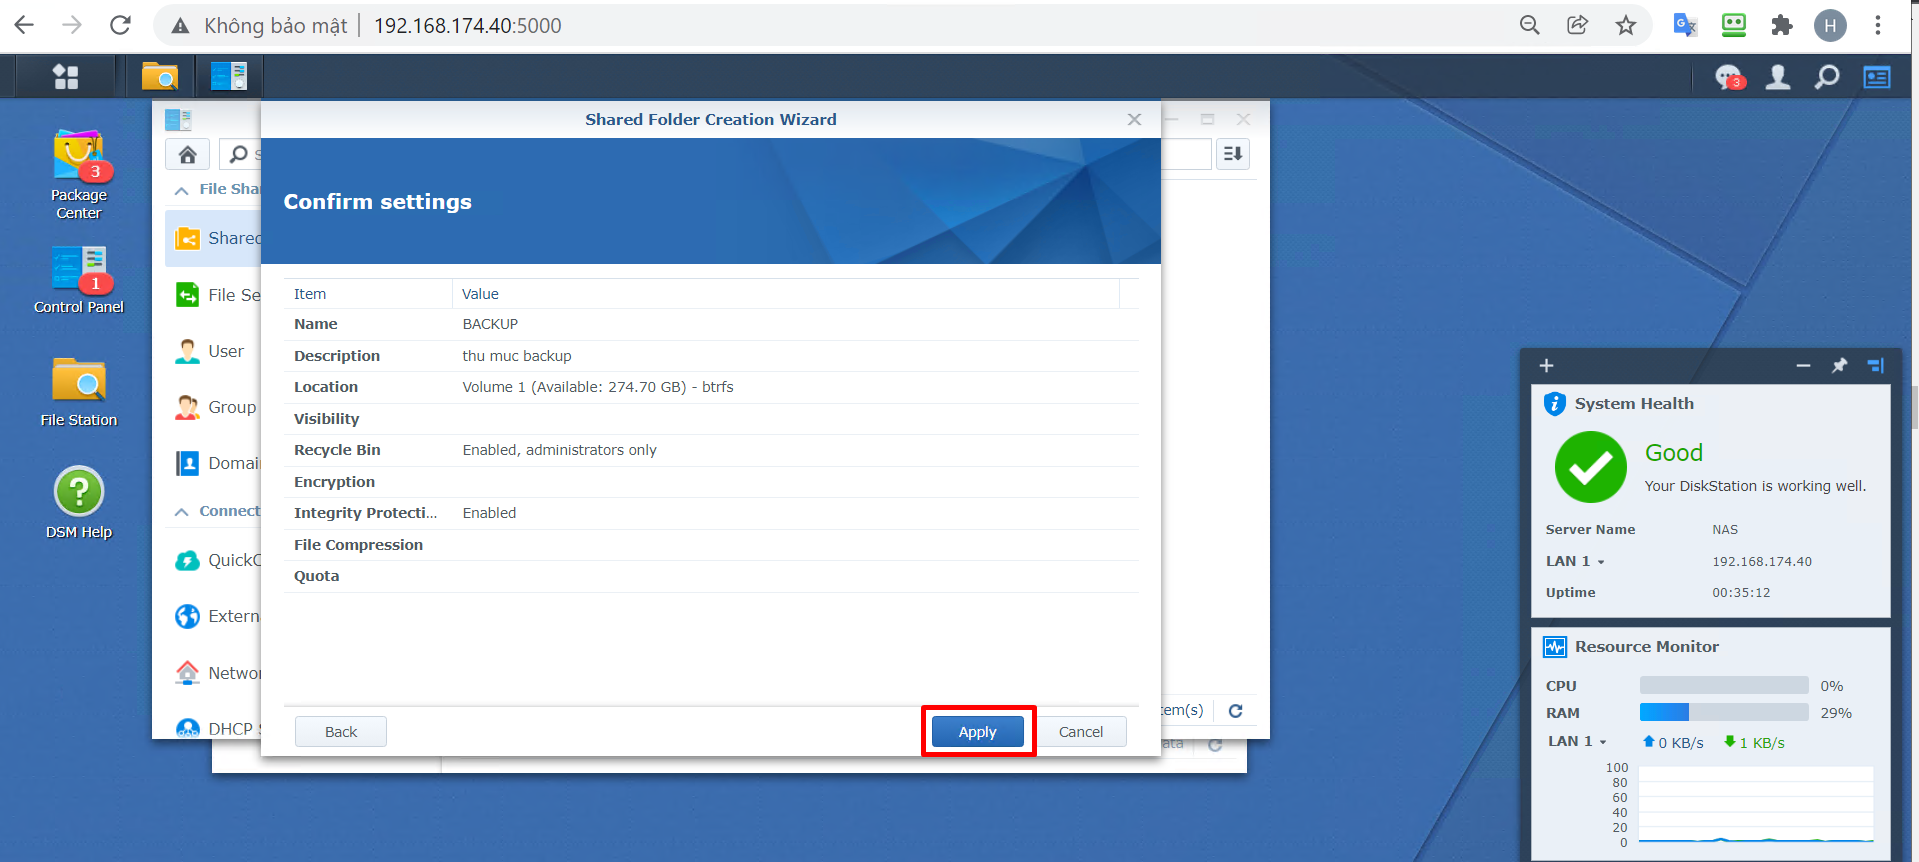 Không bảo mật
192.168.174.40:5000
H
3
3
Package
Center
1
Control Panel
File Station
DSM Help
File Sha
Shared
File Se
User
Group
Domai
Connect
QuickC
Extern
Networ
DHCP S
Shared Folder Creation Wizard
Confirm settings
Item Value
Name BACKUP
Description thu muc backup
Location Volume 1 (Available: 274.70 GB) - btrfs
Visibility
Recycle Bin Enabled, administrators only
Encryption
Integrity Protecti... Enabled
File Compression
Quota
Back
Apply
Cancel
tem(s)
ata
System Health
Good
Your DiskStation is working well.
Server Name NAS
LAN 1 192.168.174.40
Uptime 00:35:12
Resource Monitor
CPU 0%
RAM 29%
LAN 1 0 KB/s 1 KB/s
100
80
60
40
20
0